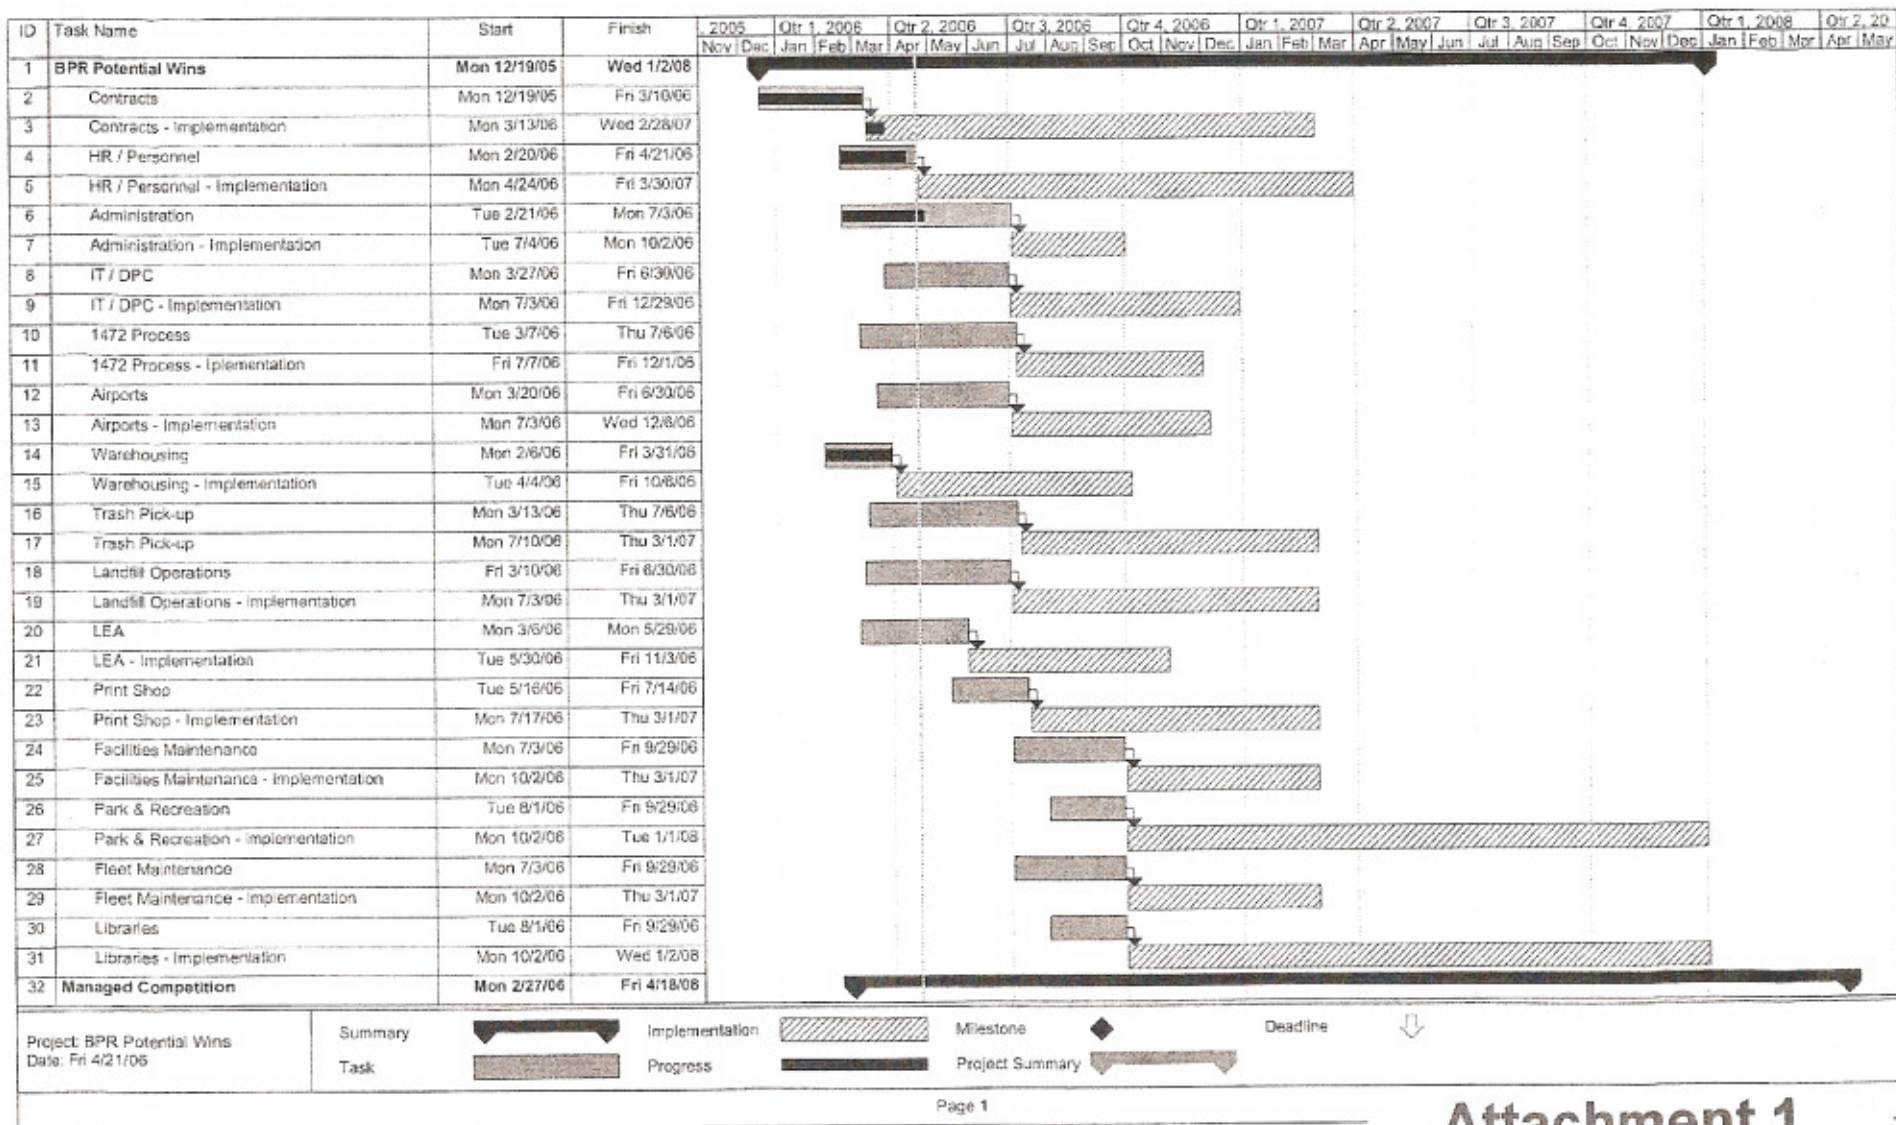 ID Task Name Start Finish , 2005 Qtr 1, 2006 Qtr 2, 2006 Qtr 3, 2006 Qtr 4, 2006 Qtr 1, 2007 Qtr 2, 2007 Qtr 3, 2007 Qtr 4, 2007 Qtr 1, 2008 Qtr 2, 20
Nov Dec Jan Feb Mar Apr May Jun Jul Aug Sep Oct Nov Dec Jan Feb Mar Apr May Jun Jul Aug Sep Oct Nov Dec Jan Feb Mar Apr May
1 BPR Potential Wins Mon 12/19/05 Wed 1/2/08
2 Contracts Mon 12/19/05 Fri 3/10/06
3 Contracts - Implementation Mon 3/13/06 Wed 2/28/07
4 HR / Personnel Mon 2/20/06 Fri 4/21/06
5 HR / Personnel - Implementation Mon 4/24/06 Fri 3/30/07
6 Administration Tue 2/21/06 Mon 7/3/06
7 Administration - Implementation Tue 7/4/06 Mon 10/2/06
8 IT / DPC Mon 3/27/06 Fri 6/30/06
9 IT / DPC - Implementation Mon 7/3/06 Fri 12/29/06
10 1472 Process Tue 3/7/06 Thu 7/6/06
11 1472 Process - Iplementation Fri 7/7/06 Fri 12/1/06
12 Airports Mon 3/20/06 Fri 6/30/06
13 Airports - Implementation Mon 7/3/06 Wed 12/6/06
14 Warehousing Mon 2/6/06 Fri 3/31/06
15 Warehousing - Implementation Tue 4/4/06 Fri 10/6/06
16 Trash Pick-up Mon 3/13/06 Thu 7/6/06
17 Trash Pick-up Mon 7/10/06 Thu 3/1/07
18 Landfill Operations Fri 3/10/06 Fri 6/30/06
19 Landfill Operations - Implementation Mon 7/3/06 Thu 3/1/07
20 LEA Mon 3/6/06 Mon 5/29/06
21 LEA - Implementation Tue 5/30/06 Fri 11/3/06
22 Print Shop Tue 5/16/06 Fri 7/14/06
23 Print Shop - Implementation Mon 7/17/06 Thu 3/1/07
24 Facilities Maintenance Mon 7/3/06 Fri 9/29/06
25 Facilities Maintenance - Implementation Mon 10/2/06 Thu 3/1/07
26 Park & Recreation Tue 8/1/06 Fri 9/29/06
27 Park & Recreation - Implementation Mon 10/2/06 Tue 1/1/08
28 Fleet Maintenance Mon 7/3/06 Fri 9/29/06
29 Fleet Maintenance - Implementation Mon 10/2/06 Thu 3/1/07
30 Libraries Tue 8/1/06 Fri 9/29/06
31 Libraries - Implementation Mon 10/2/06 Wed 1/2/08
32 Managed Competition Mon 2/27/06 Fri 4/18/08
Project: BPR Potential Wins
Date: Fri 4/21/06
Summary Implementation Milestone Deadline
Task Progress Project Summary
Page 1
Attachment 1